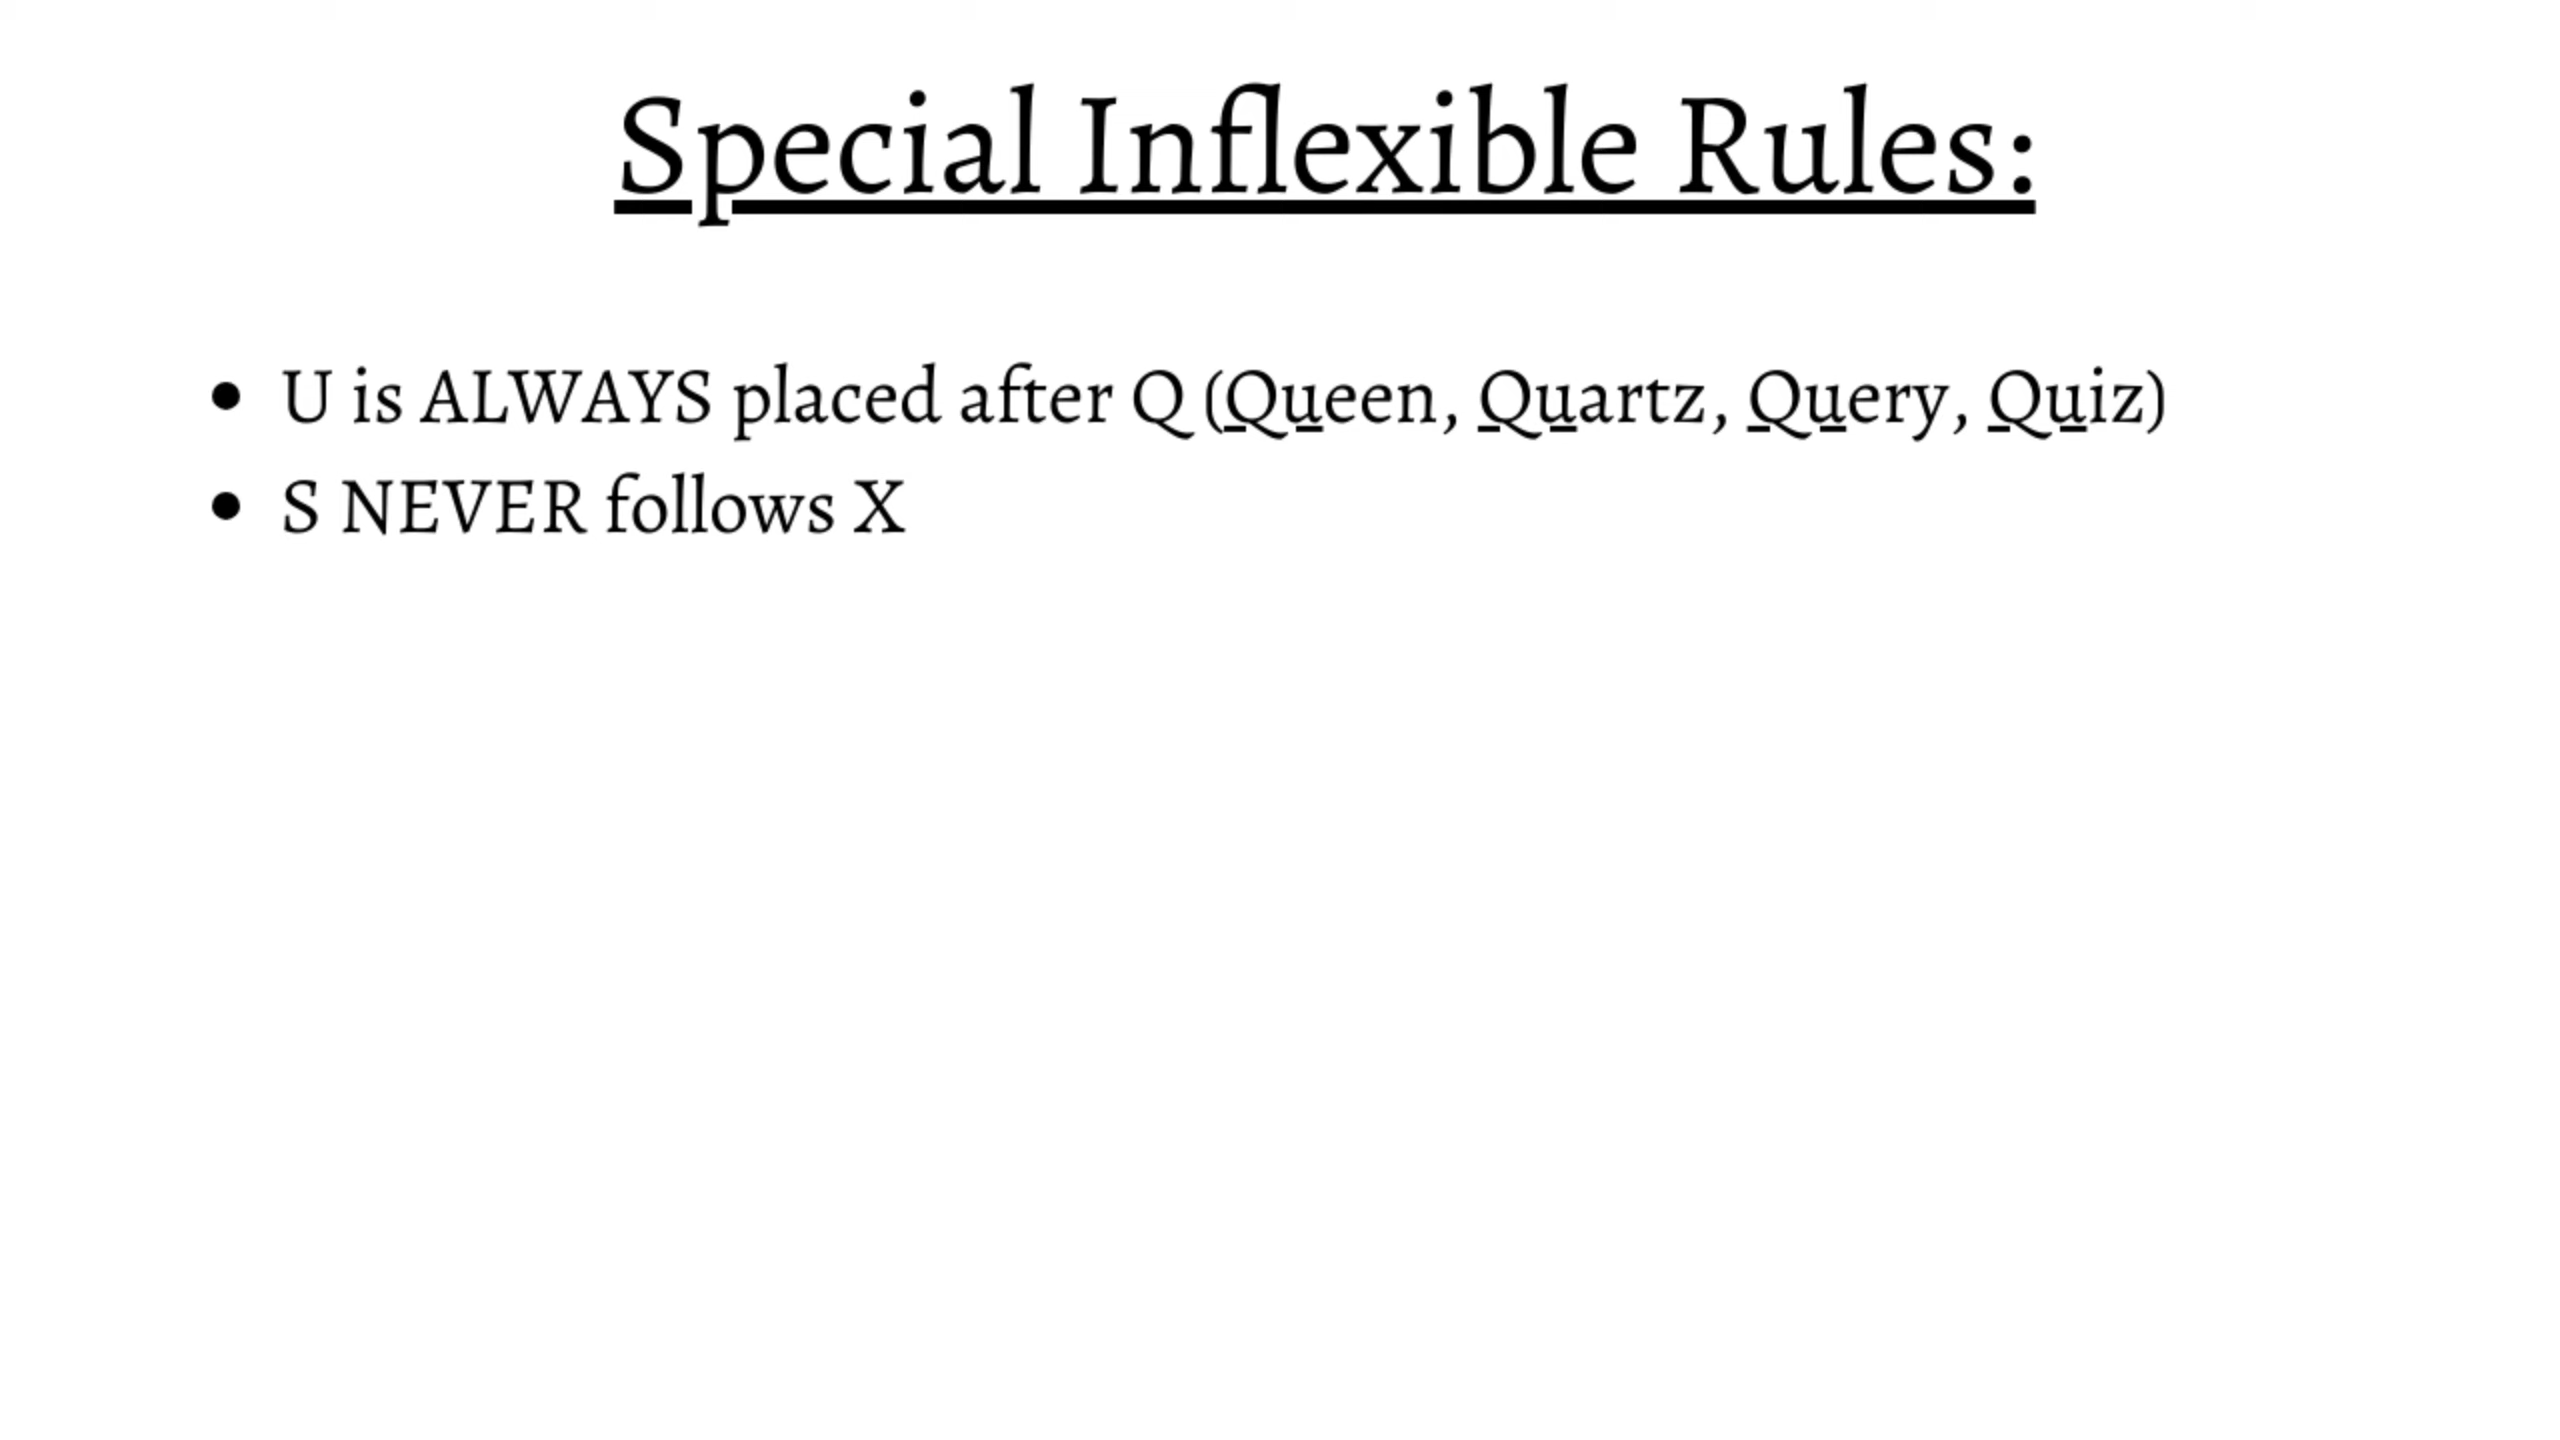 Special Inflexible Rules:
• U is ALWAYS placed after Q (Queen, Quartz, Query, Quiz)
• S NEVER follows X